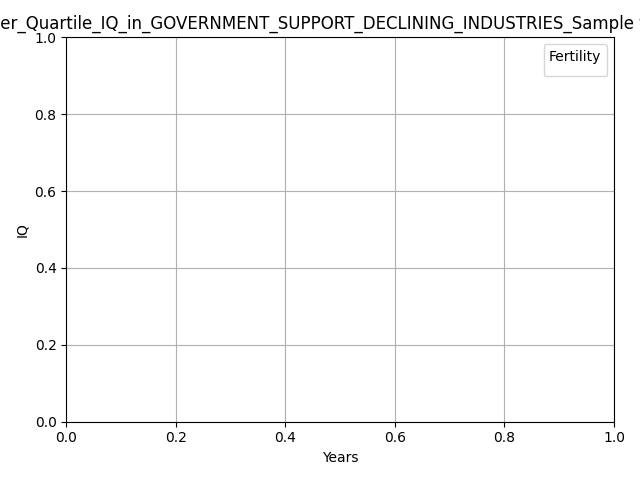 er_Quartile_IQ_in_GOVERNMENT_SUPPORT_DECLINING_INDUSTRIES_Sample
Fertility
1.0
0.8
0.6
0.4
0.2
0.0
IQ
0.0 0.2 0.4 0.6 0.8 1.0
Years